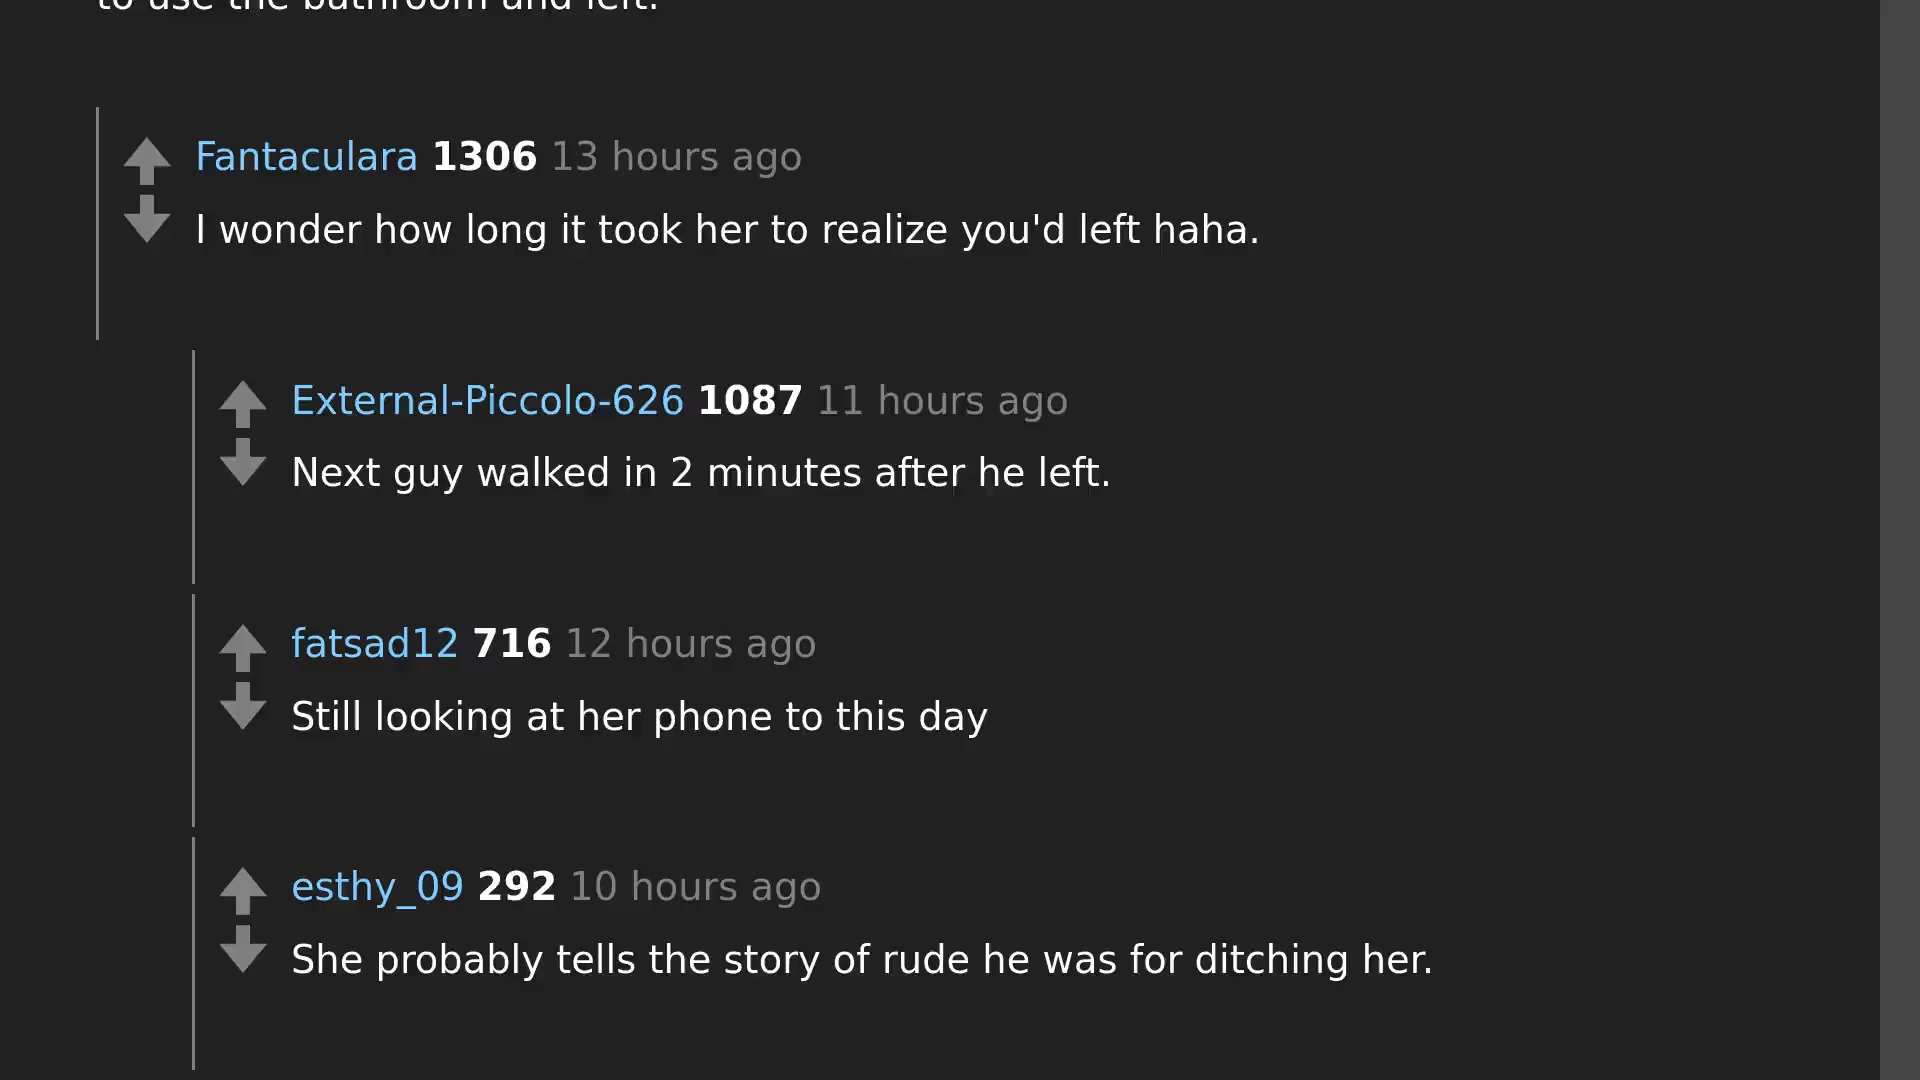 to use the bathroom and left.
Fantaculara 1306 13 hours ago
I wonder how long it took her to realize you'd left haha.
External-Piccolo-626 1087 11 hours ago
Next guy walked in 2 minutes after he left.
fatsad12 716 12 hours ago
Still looking at her phone to this day
esthy_09 292 10 hours ago
She probably tells the story of rude he was for ditching her.